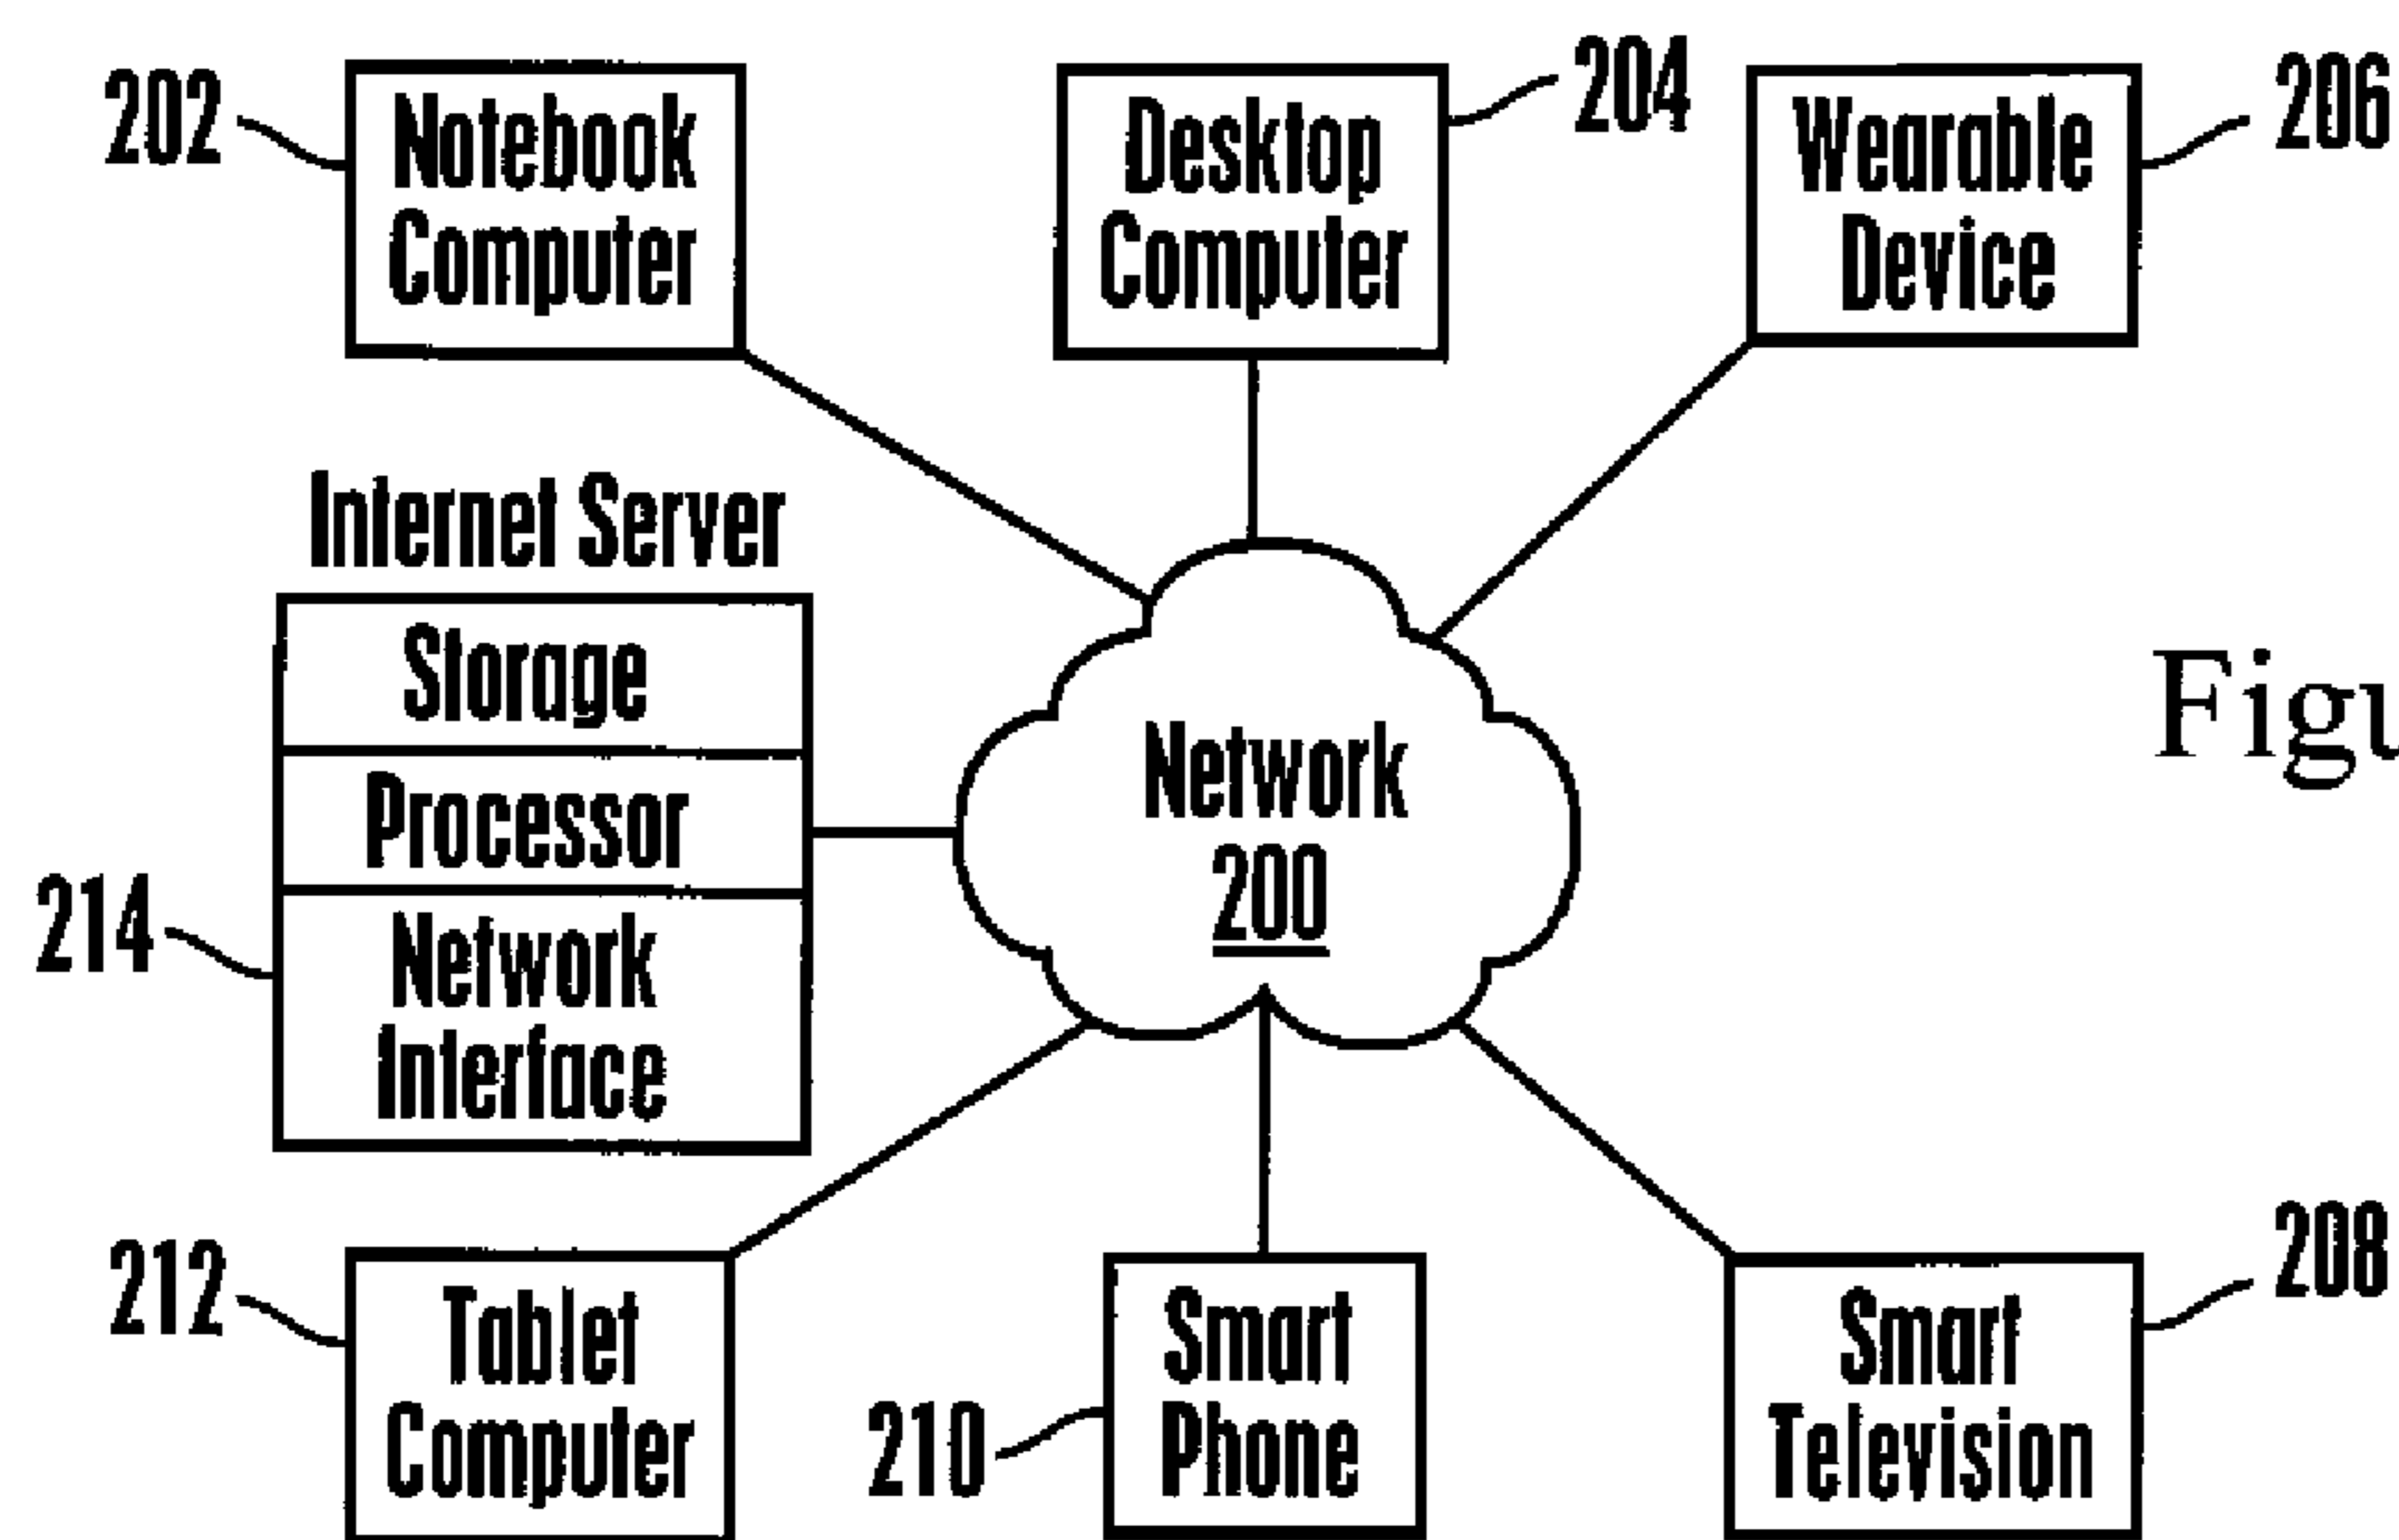 202
Notebook
Computer
Desktop
Computer
204
Wearable
Device
206
Internet Server
Storage
Processor
Network
Interface
214
Network
200
Figu
212
Tablet
Computer
210
Smart
Phone
Smart
Television
208